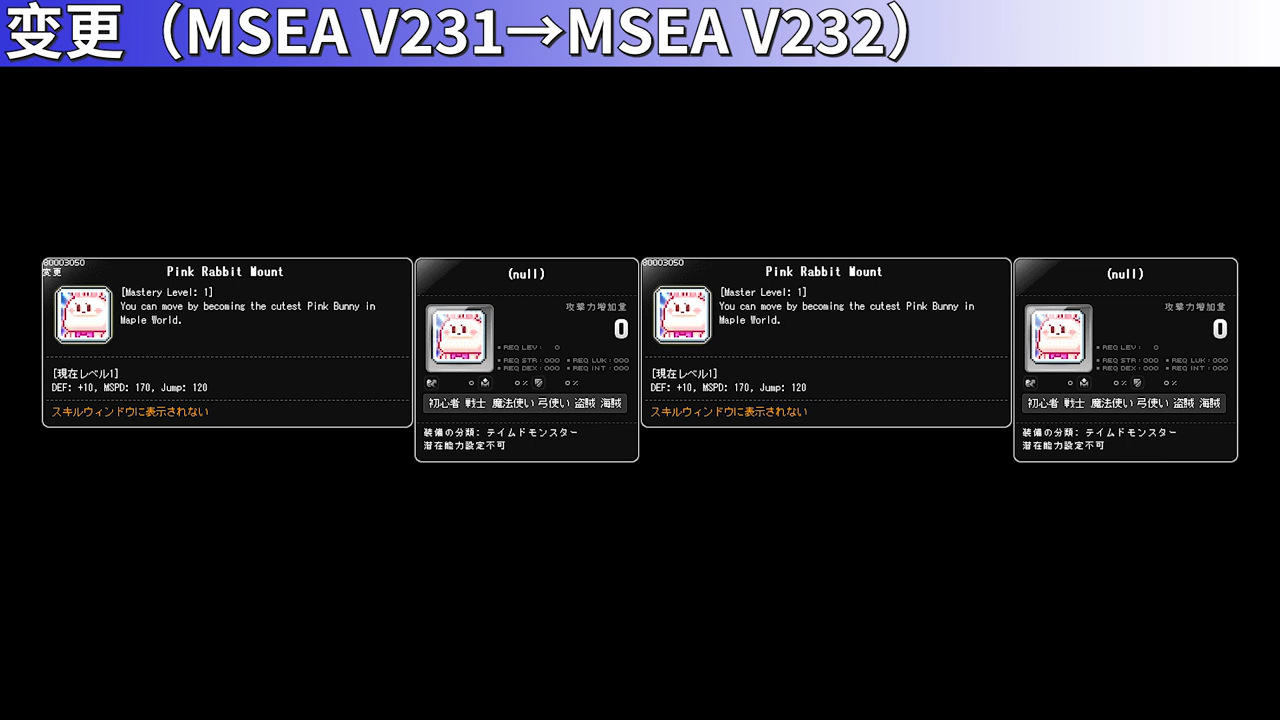 変更（MSEA V231→MSEA V232）
80003050
変更
Pink Rabbit Mount
[Mastery Level: 1]
You can move by becoming the cutest Pink Bunny in
Maple World.
[現在レベル1]
DEF: +10, MSPD: 170, Jump: 120
スキルウィンドウに表示されない
(null)
攻撃力増加量
0
REQ LEV : 0
REQ STR : 000 REQ LUK : 000
REQ DEX : 000 REQ INT : 000
0 0% 0%
初心者 戦士 魔法使い 弓使い 盗賊 海賊
装備の分類: テイムドモンスター
潜在能力設定不可
80003050
Pink Rabbit Mount
[Master Level: 1]
You can move by becoming the cutest Pink Bunny in
Maple World.
[現在レベル1]
DEF: +10, MSPD: 170, Jump: 120
スキルウィンドウに表示されない
(null)
攻撃力増加量
0
REQ LEV : 0
REQ STR : 000 REQ LUK : 000
REQ DEX : 000 REQ INT : 000
0 0% 0%
初心者 戦士 魔法使い 弓使い 盗賊 海賊
装備の分類: テイムドモンスター
潜在能力設定不可